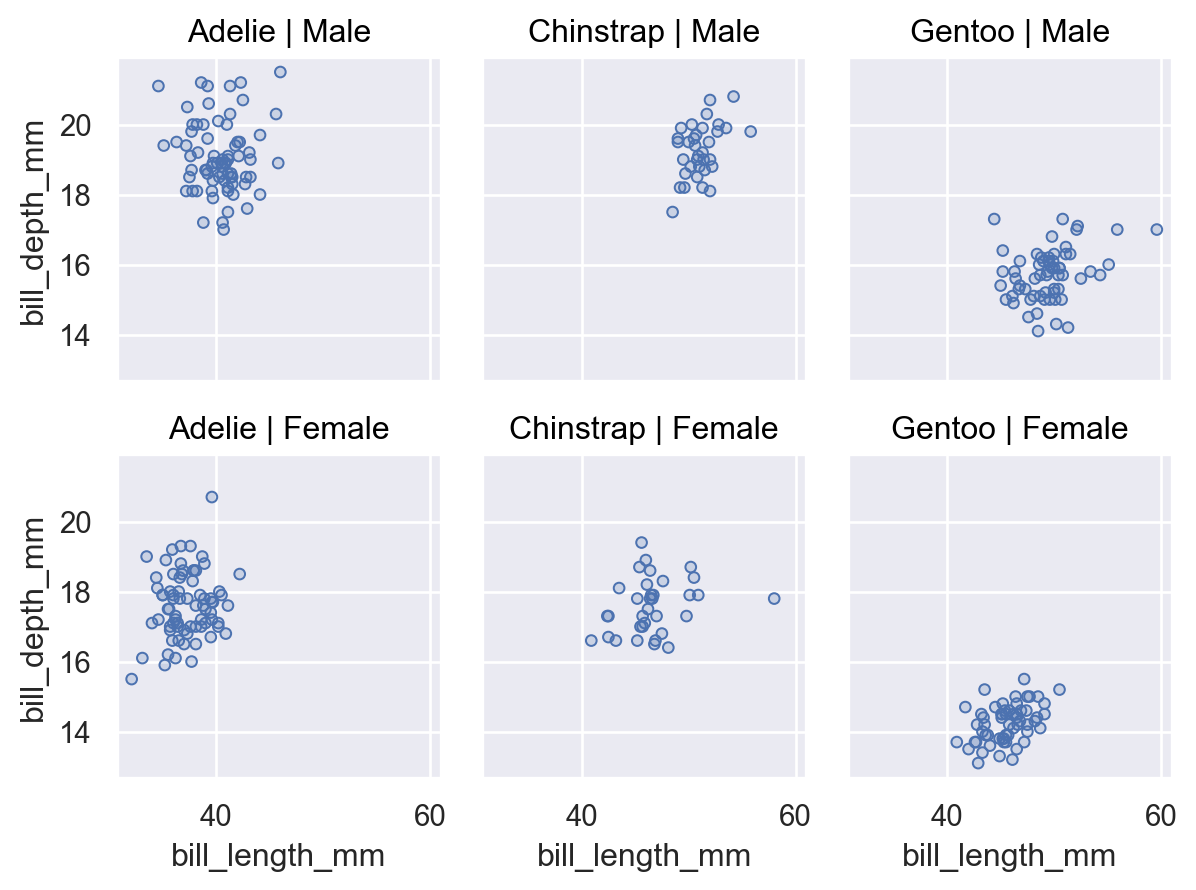 Adelie | Male
Chinstrap | Male
Gentoo | Male
bill_depth_mm
20
18
16
14
Adelie | Female
Chinstrap | Female
Gentoo | Female
bill_depth_mm
20
18
16
14
40
60
40
60
40
60
bill_length_mm
bill_length_mm
bill_length_mm